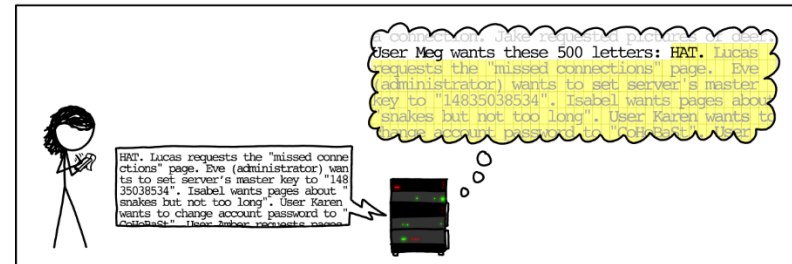 a connection. Jake requested pictures of deer.
User Meg wants these 500 letters: HAT. Lucas
requests the "missed connections" page. Eve
(administrator) wants to set server's master
key to "14835038534". Isabel wants pages about
"snakes but not too long". User Karen wants to
change account password to "CoHoBaSt". User
HAT. Lucas requests the "missed conne
ctions" page. Eve (administrator) wan
ts to set server's master key to "148
35038534". Isabel wants pages about "
snakes but not too long". User Karen
wants to change account password to "
CoHoBaSt". User Amber requests pages